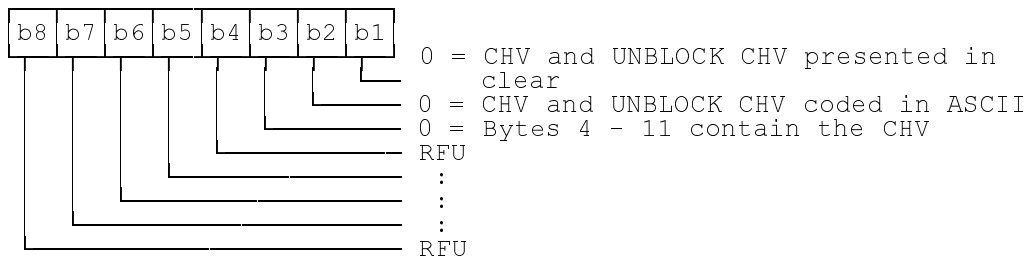 b8 b7 b6 b5 b4 b3 b2 b1
0 = CHV and UNBLOCK CHV presented in
clear
0 = CHV and UNBLOCK CHV coded in ASCII
0 = Bytes 4 - 11 contain the CHV
RFU
:
:
:
RFU